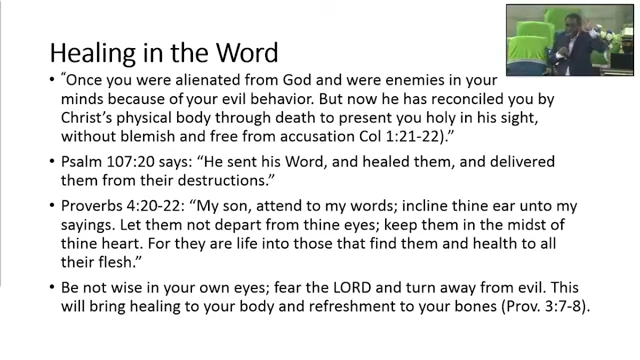 Healing in the Word
• "Once you were alienated from God and were enemies in your
minds because of your evil behavior. But now he has reconciled you by
Christ's physical body through death to present you holy in his sight,
without blemish and free from accusation Col 1:21-22)."
• Psalm 107:20 says: "He sent his Word, and healed them, and delivered
them from their destructions."
• Proverbs 4:20-22: "My son, attend to my words; incline thine ear unto my
sayings. Let them not depart from thine eyes; keep them in the midst of
thine heart. For they are life into those that find them and health to all
their flesh."
• Be not wise in your own eyes; fear the LORD and turn away from evil. This
will bring healing to your body and refreshment to your bones (Prov. 3:7-8).